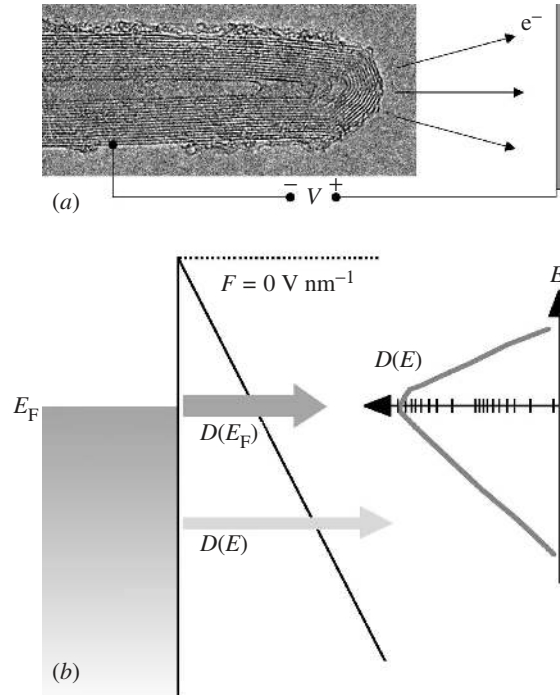 e⁻
− V +
(a)
F = 0 V nm⁻¹
E
D(E)
E_F
D(E_F)
D(E)
(b)